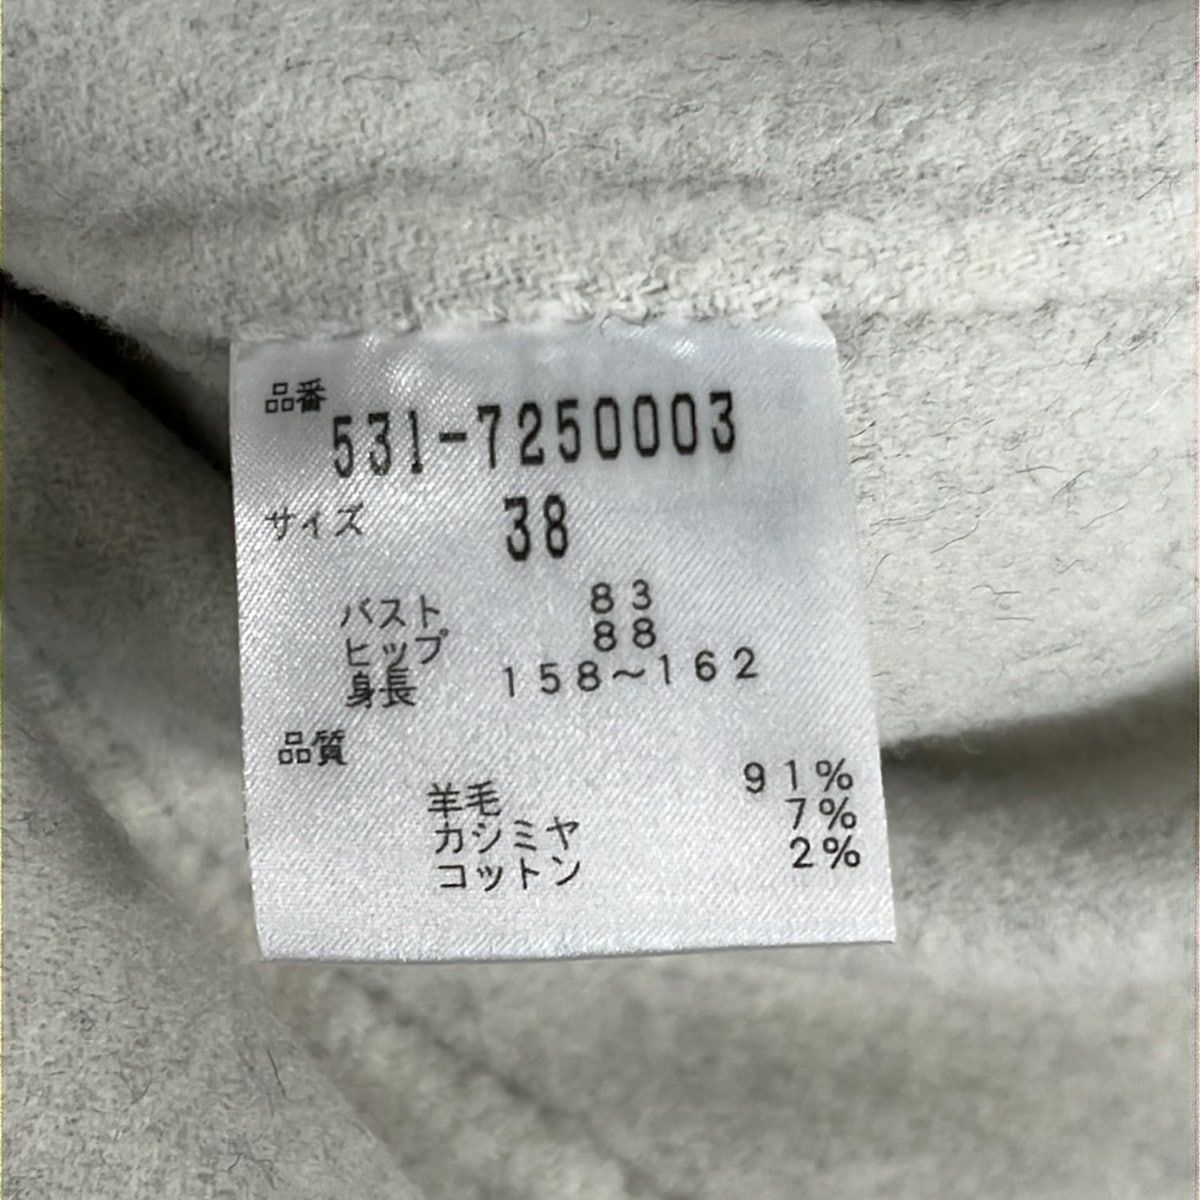 品番
531-7250003
サイズ 38
バスト 83
ヒップ 88
身長 158～162
品質
羊毛 91%
カシミヤ 7%
コットン 2%